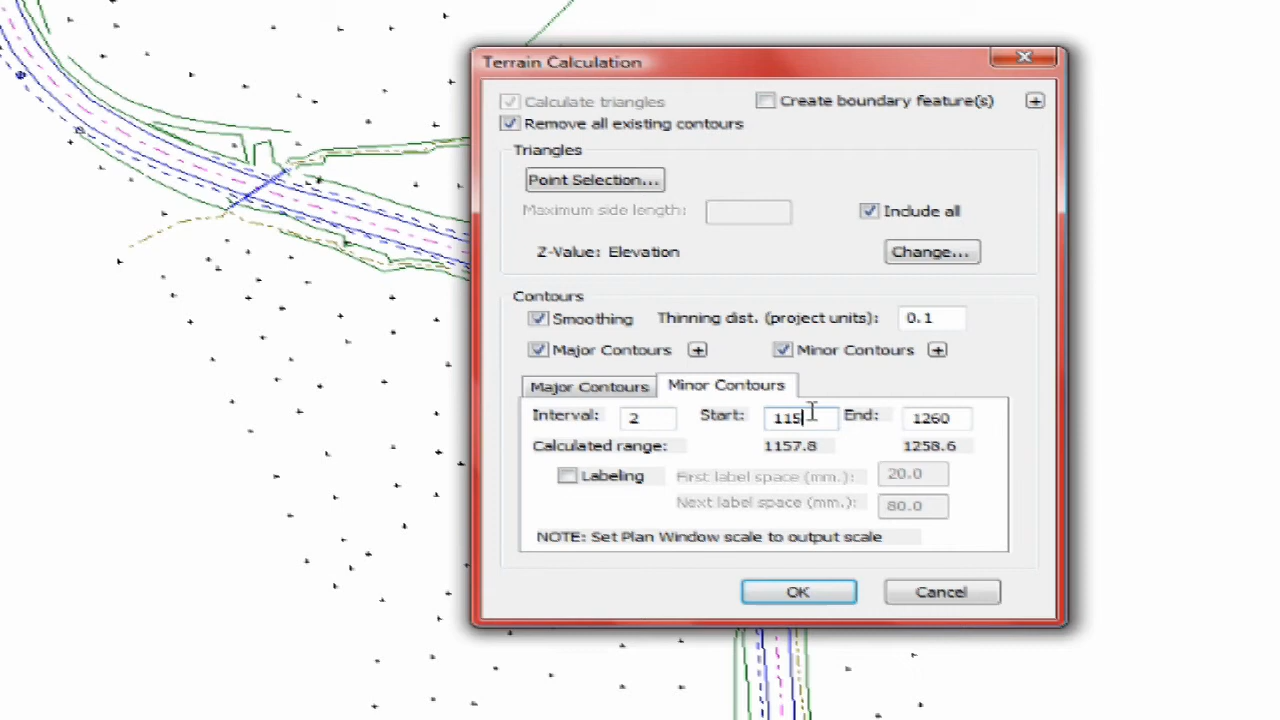 Terrain Calculation
Calculate triangles
Create boundary feature(s)
Remove all existing contours
Triangles
Point Selection...
Maximum side length:
Include all
Z-Value: Elevation
Change...
Contours
Smoothing
Thinning dist. (project units): 0.1
Major Contours
Minor Contours
Major Contours
Minor Contours
Interval: 2 Start: 115 End: 1260
Calculated range: 1157.8 1258.6
Labeling
First label space (mm.): 20.0
Next label space (mm.): 80.0
NOTE: Set Plan Window scale to output scale
OK
Cancel